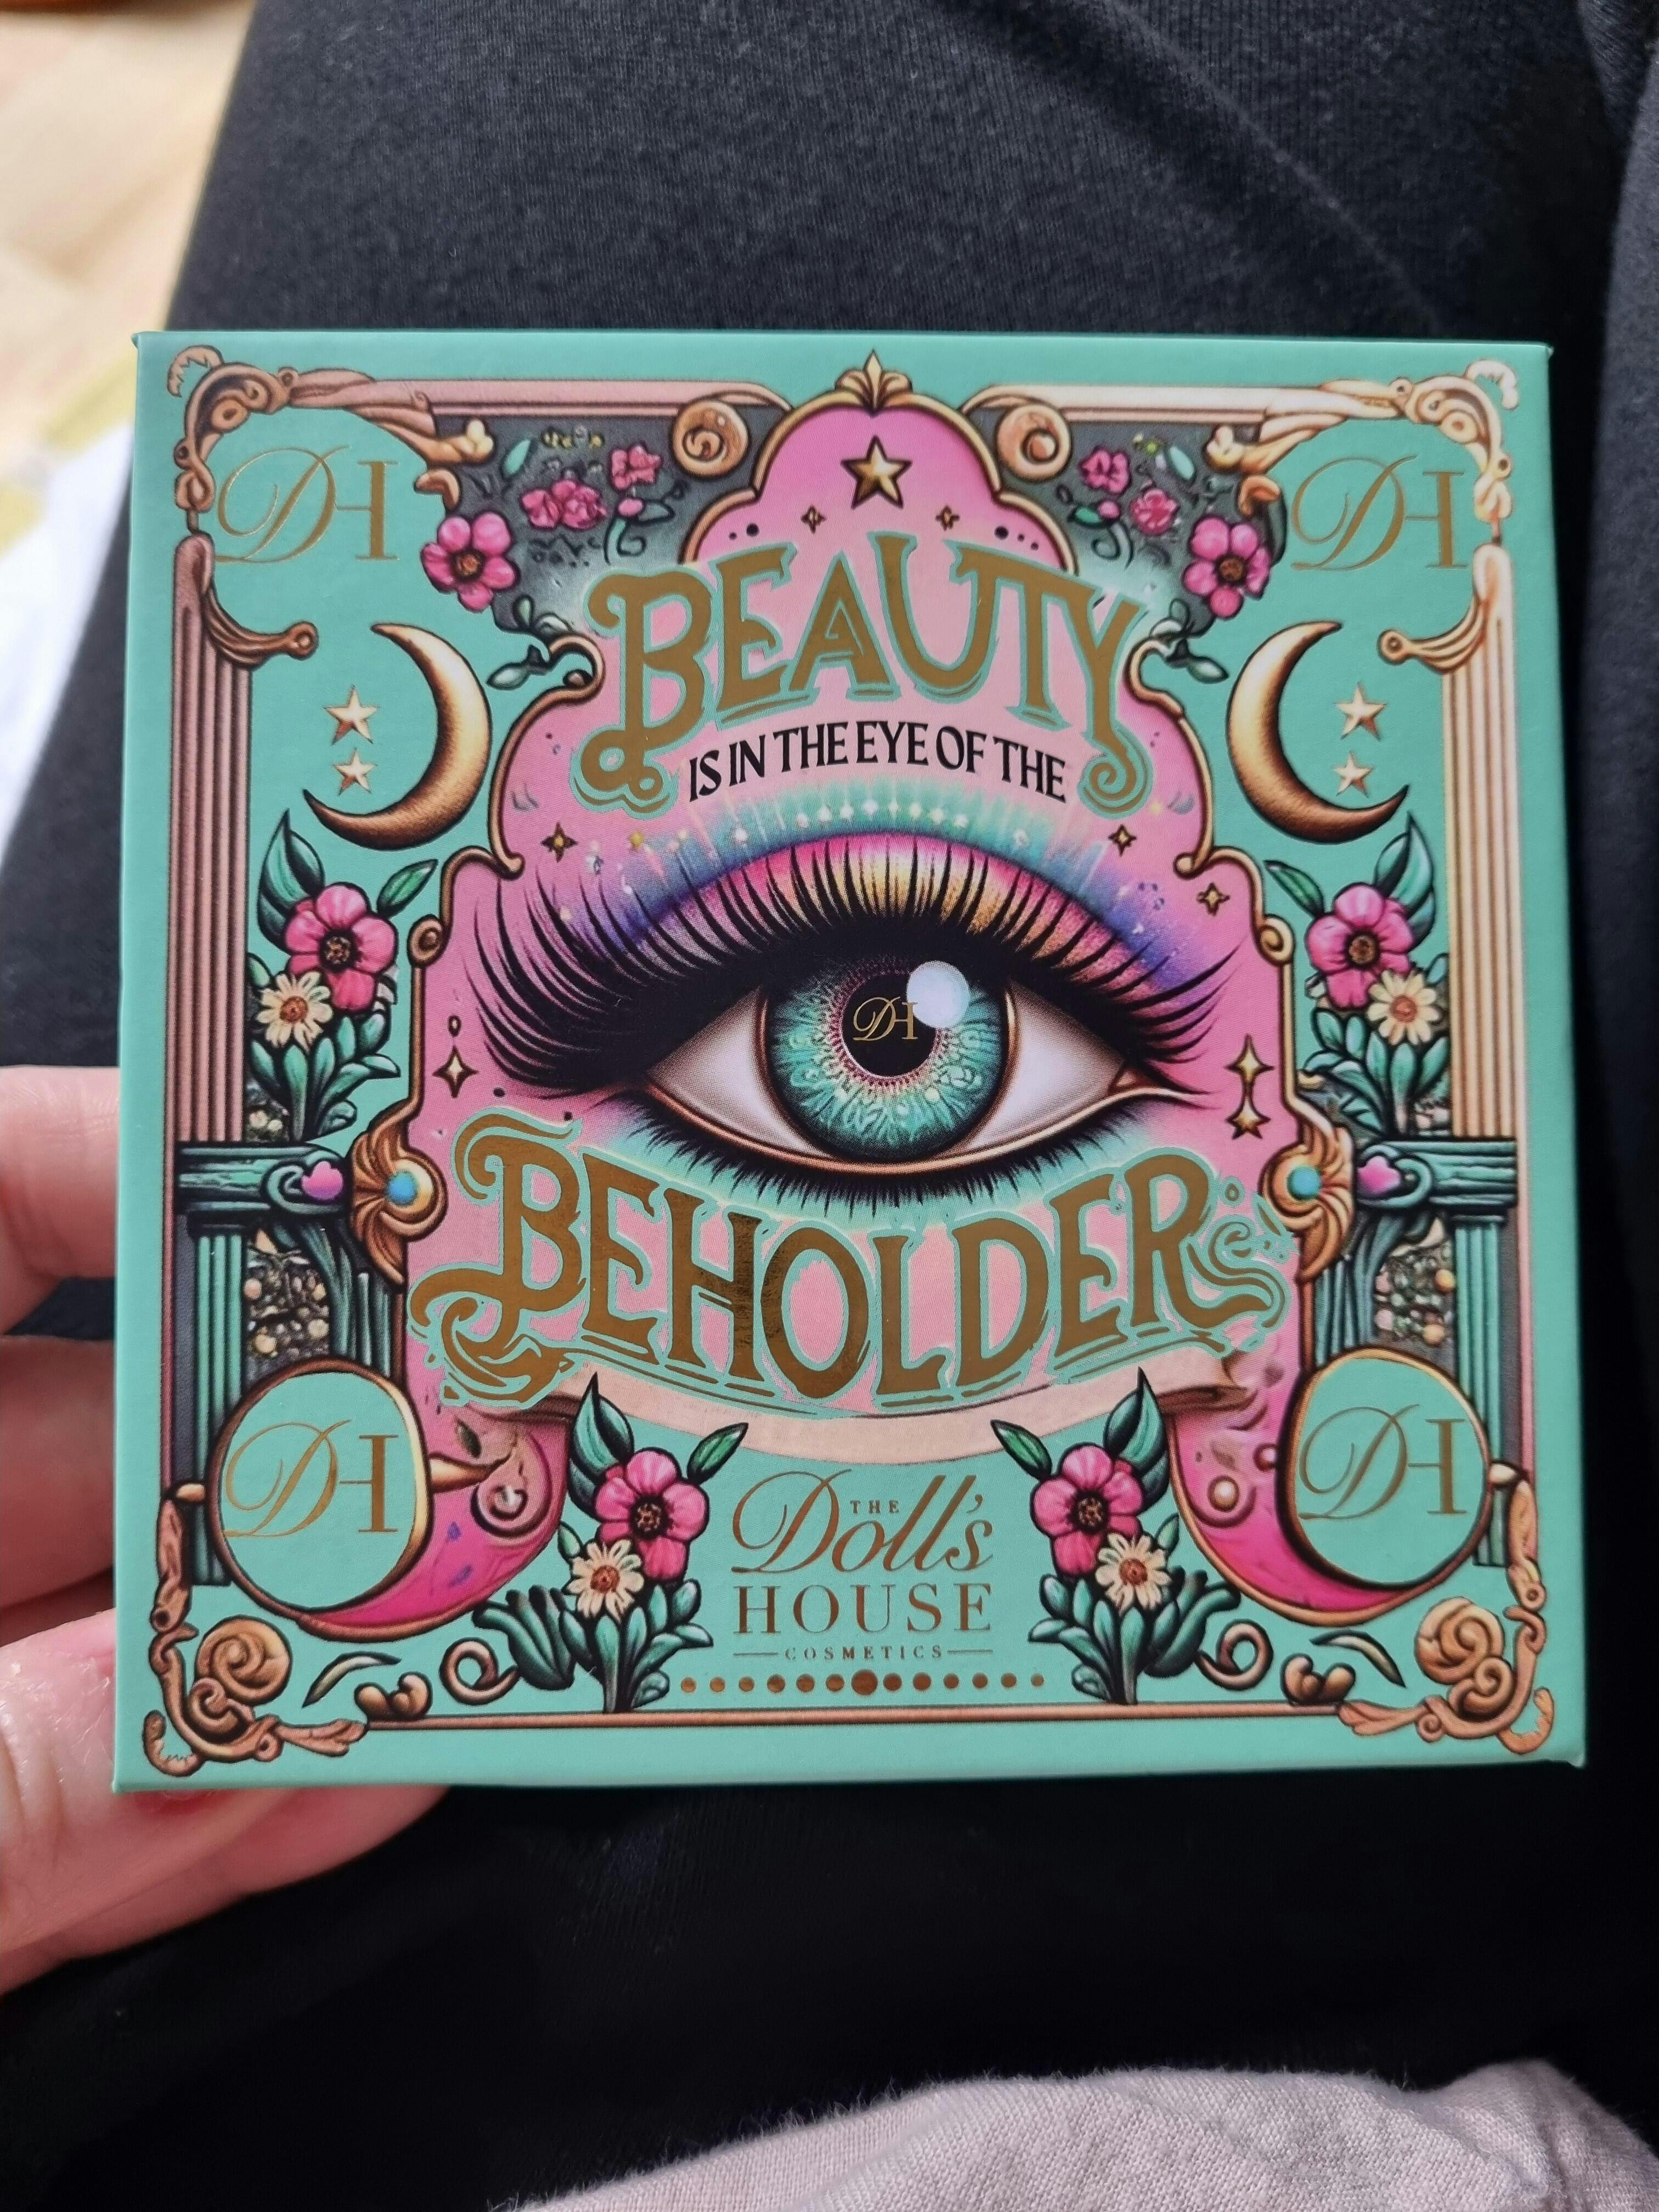 DH
DH
BEAUTY
IS IN THE EYE OF THE
DH
BEHOLDER
DH
DH
THE
Doll's
HOUSE
COSMETICS